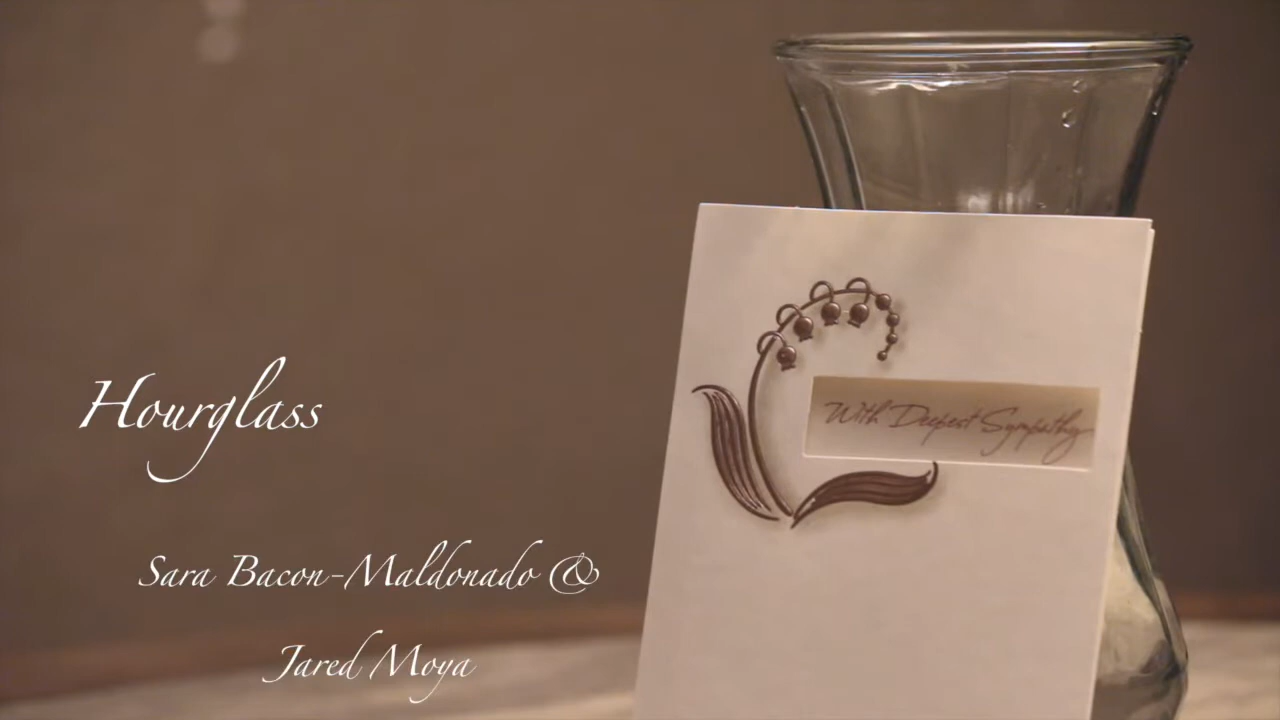 Hourglass
Sara Bacon-Maldonado &
Jared Moya
With Deepest Sympathy